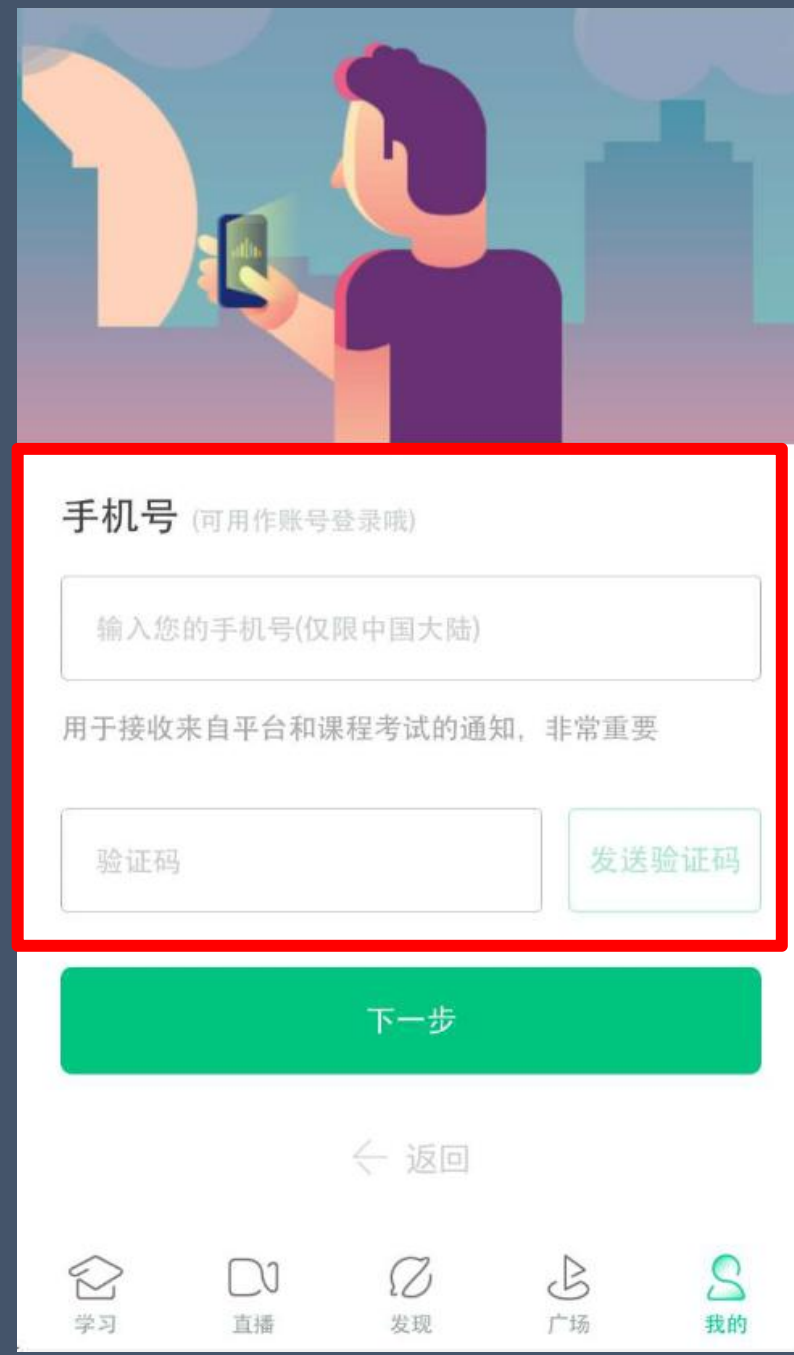 手机号 (可用作账号登录哦)
输入您的手机号(仅限中国大陆)
用于接收来自平台和课程考试的通知，非常重要
验证码 发送验证码
下一步
返回
学习 直播 发现 广场 我的